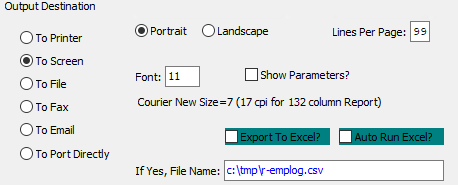 Output Destination
To Printer
To Screen
To File
To Fax
To Email
To Port Directly
Portrait
Landscape
Lines Per Page: 99
Font: 11
Show Parameters?
Courier New Size=7 (17 cpi for 132 column Report)
Export To Excel?
Auto Run Excel?
If Yes, File Name: c:\tmp\r-emplog.csv